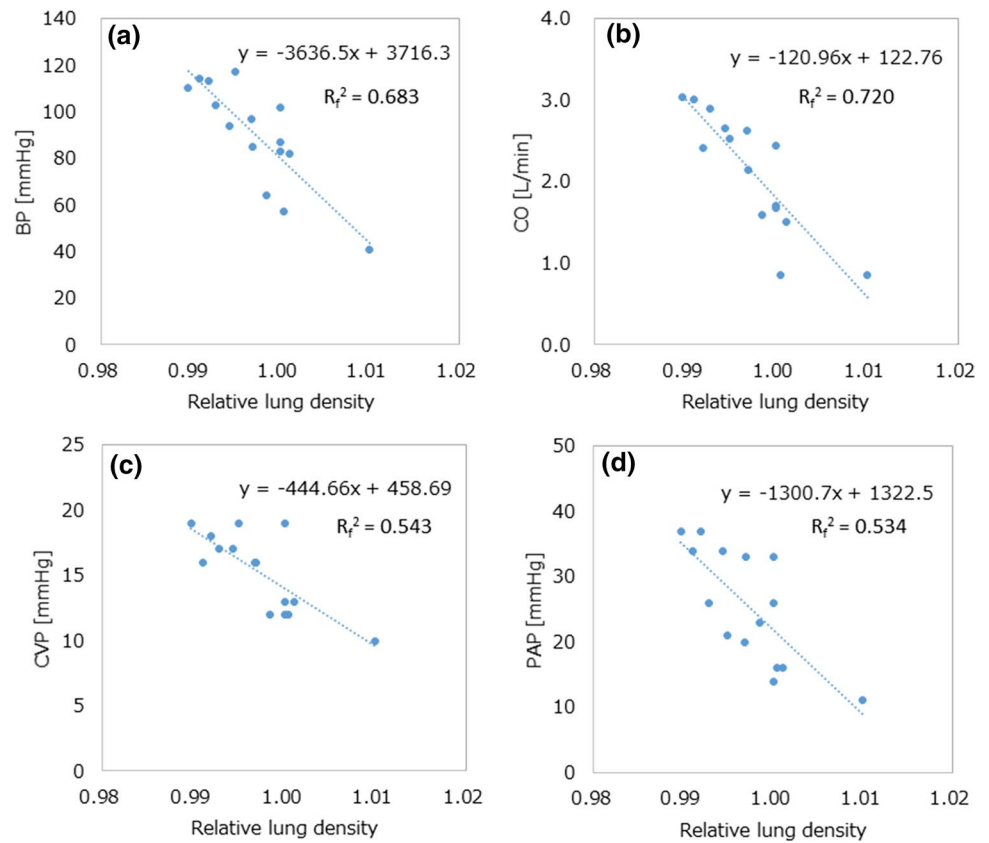 (a)
y = -3636.5x + 3716.3
Rf² = 0.683
140
120
100
80
60
40
20
0
BP [mmHg]
0.98 0.99 1.00 1.01 1.02
Relative lung density
(b)
y = -120.96x + 122.76
Rf² = 0.720
4.0
3.0
2.0
1.0
0.0
CO [L/min]
0.98 0.99 1.00 1.01 1.02
Relative lung density
(c)
y = -444.66x + 458.69
Rf² = 0.543
25
20
15
10
5
0
CVP [mmHg]
0.98 0.99 1.00 1.01 1.02
Relative lung density
(d)
y = -1300.7x + 1322.5
Rf² = 0.534
50
40
30
20
10
0
PAP [mmHg]
0.98 0.99 1.00 1.01 1.02
Relative lung density